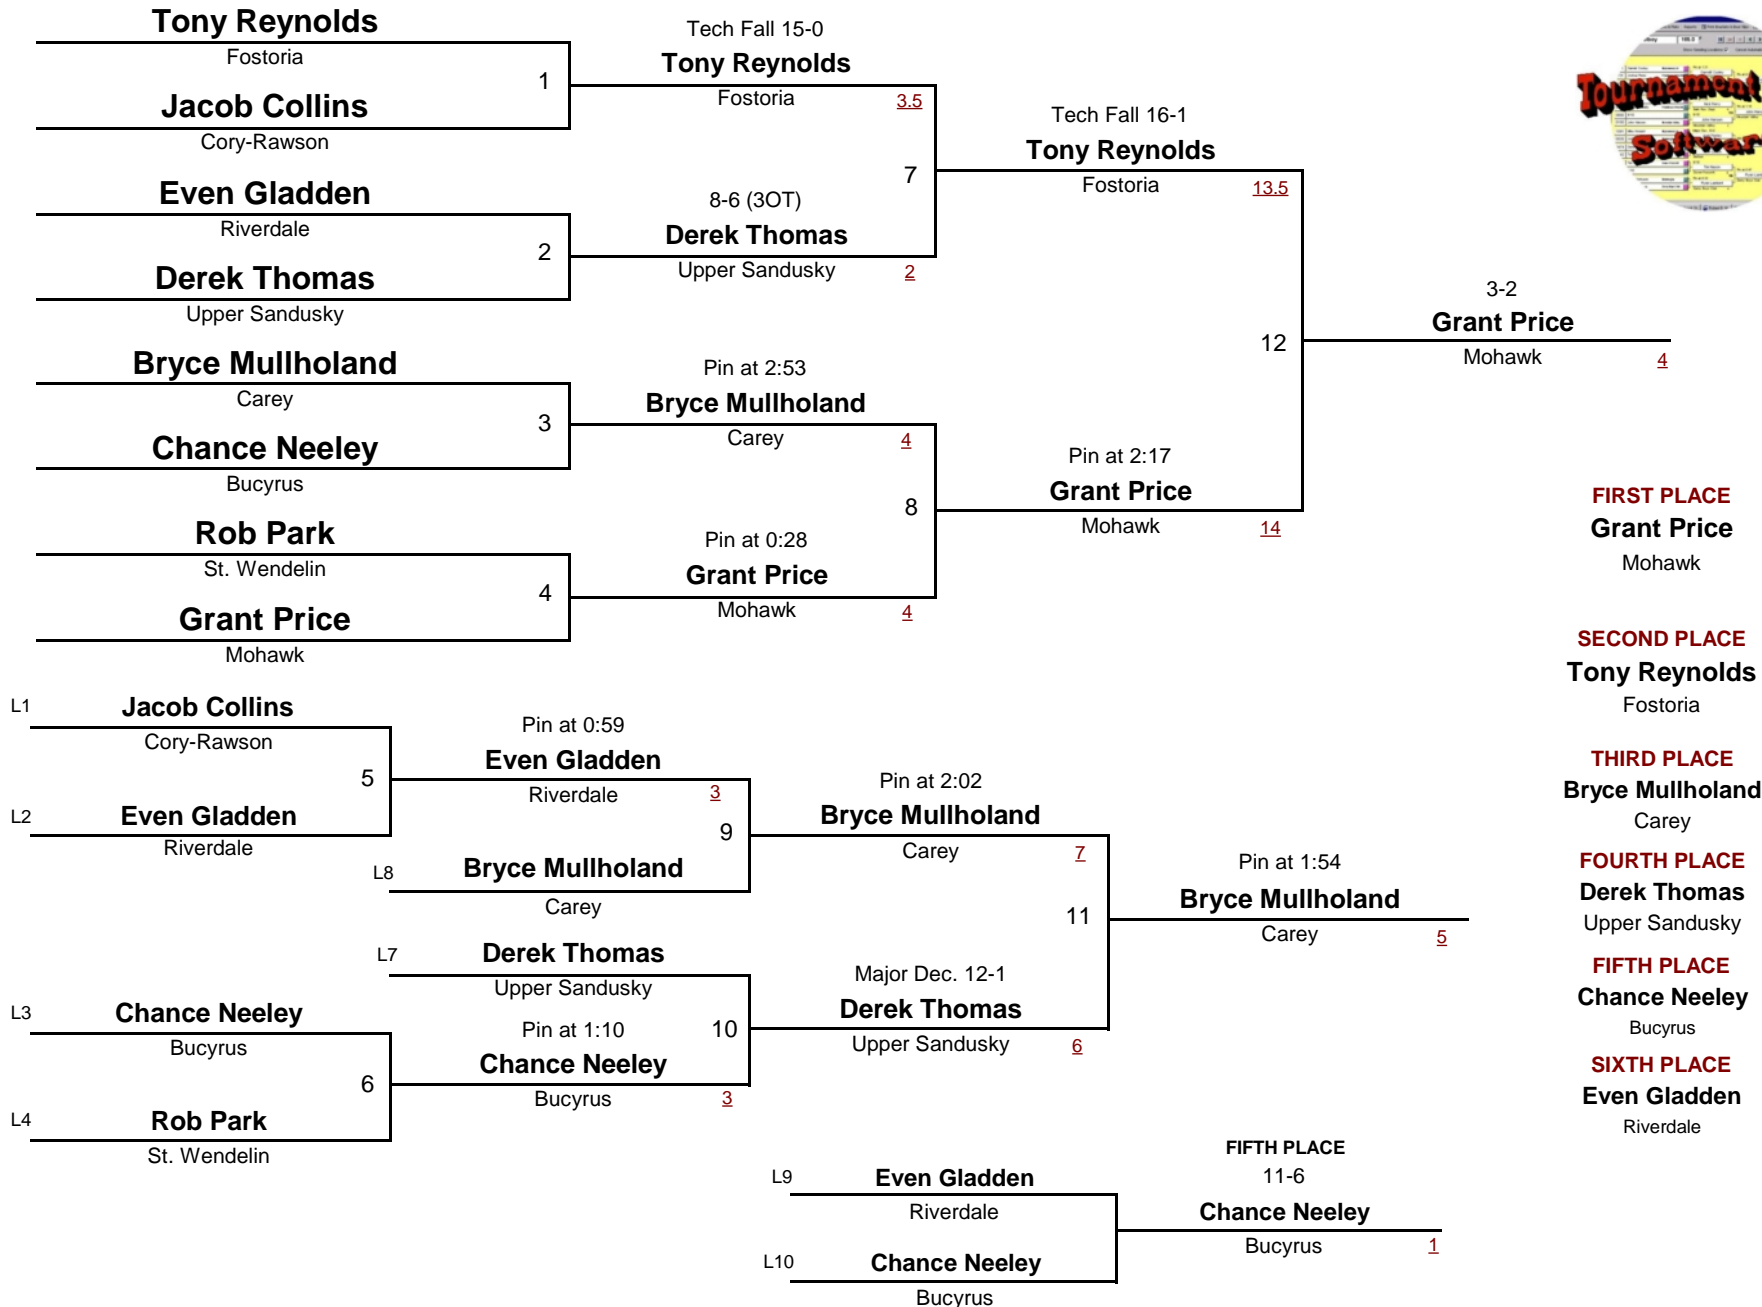 Tony Reynolds
Fostoria
1
Jacob Collins
Cory-Rawson
Even Gladden
Riverdale
2
Derek Thomas
Upper Sandusky
Bryce Mullholand
Carey
3
Chance Neeley
Bucyrus
Rob Park
St. Wendelin
4
Grant Price
Mohawk
Tech Fall 15-0
Tony Reynolds
Fostoria 3.5
7
8-6 (3OT)
Derek Thomas
Upper Sandusky 2
Pin at 2:53
Bryce Mullholand
Carey 4
8
Pin at 0:28
Grant Price
Mohawk 4
Tech Fall 16-1
Tony Reynolds
Fostoria 13.5
12
Pin at 2:17
Grant Price
Mohawk 14
3-2
Grant Price
Mohawk 4
Tournament
Software
L1 Jacob Collins
Cory-Rawson
5
L2 Even Gladden
Riverdale
L3 Chance Neeley
Bucyrus
6
L4 Rob Park
St. Wendelin
Pin at 0:59
Even Gladden
Riverdale 3
9
L8 Bryce Mullholand
Carey
L7 Derek Thomas
Upper Sandusky
Pin at 1:10 10
Chance Neeley
Bucyrus 3
Pin at 2:02
Bryce Mullholand
Carey 7
11
Major Dec. 12-1
Derek Thomas
Upper Sandusky 6
Pin at 1:54
Bryce Mullholand
Carey 5
L9 Even Gladden
Riverdale
L10 Chance Neeley
Bucyrus
FIFTH PLACE
11-6
Chance Neeley
Bucyrus 1
FIRST PLACE
Grant Price
Mohawk
SECOND PLACE
Tony Reynolds
Fostoria
THIRD PLACE
Bryce Mullholand
Carey
FOURTH PLACE
Derek Thomas
Upper Sandusky
FIFTH PLACE
Chance Neeley
Bucyrus
SIXTH PLACE
Even Gladden
Riverdale